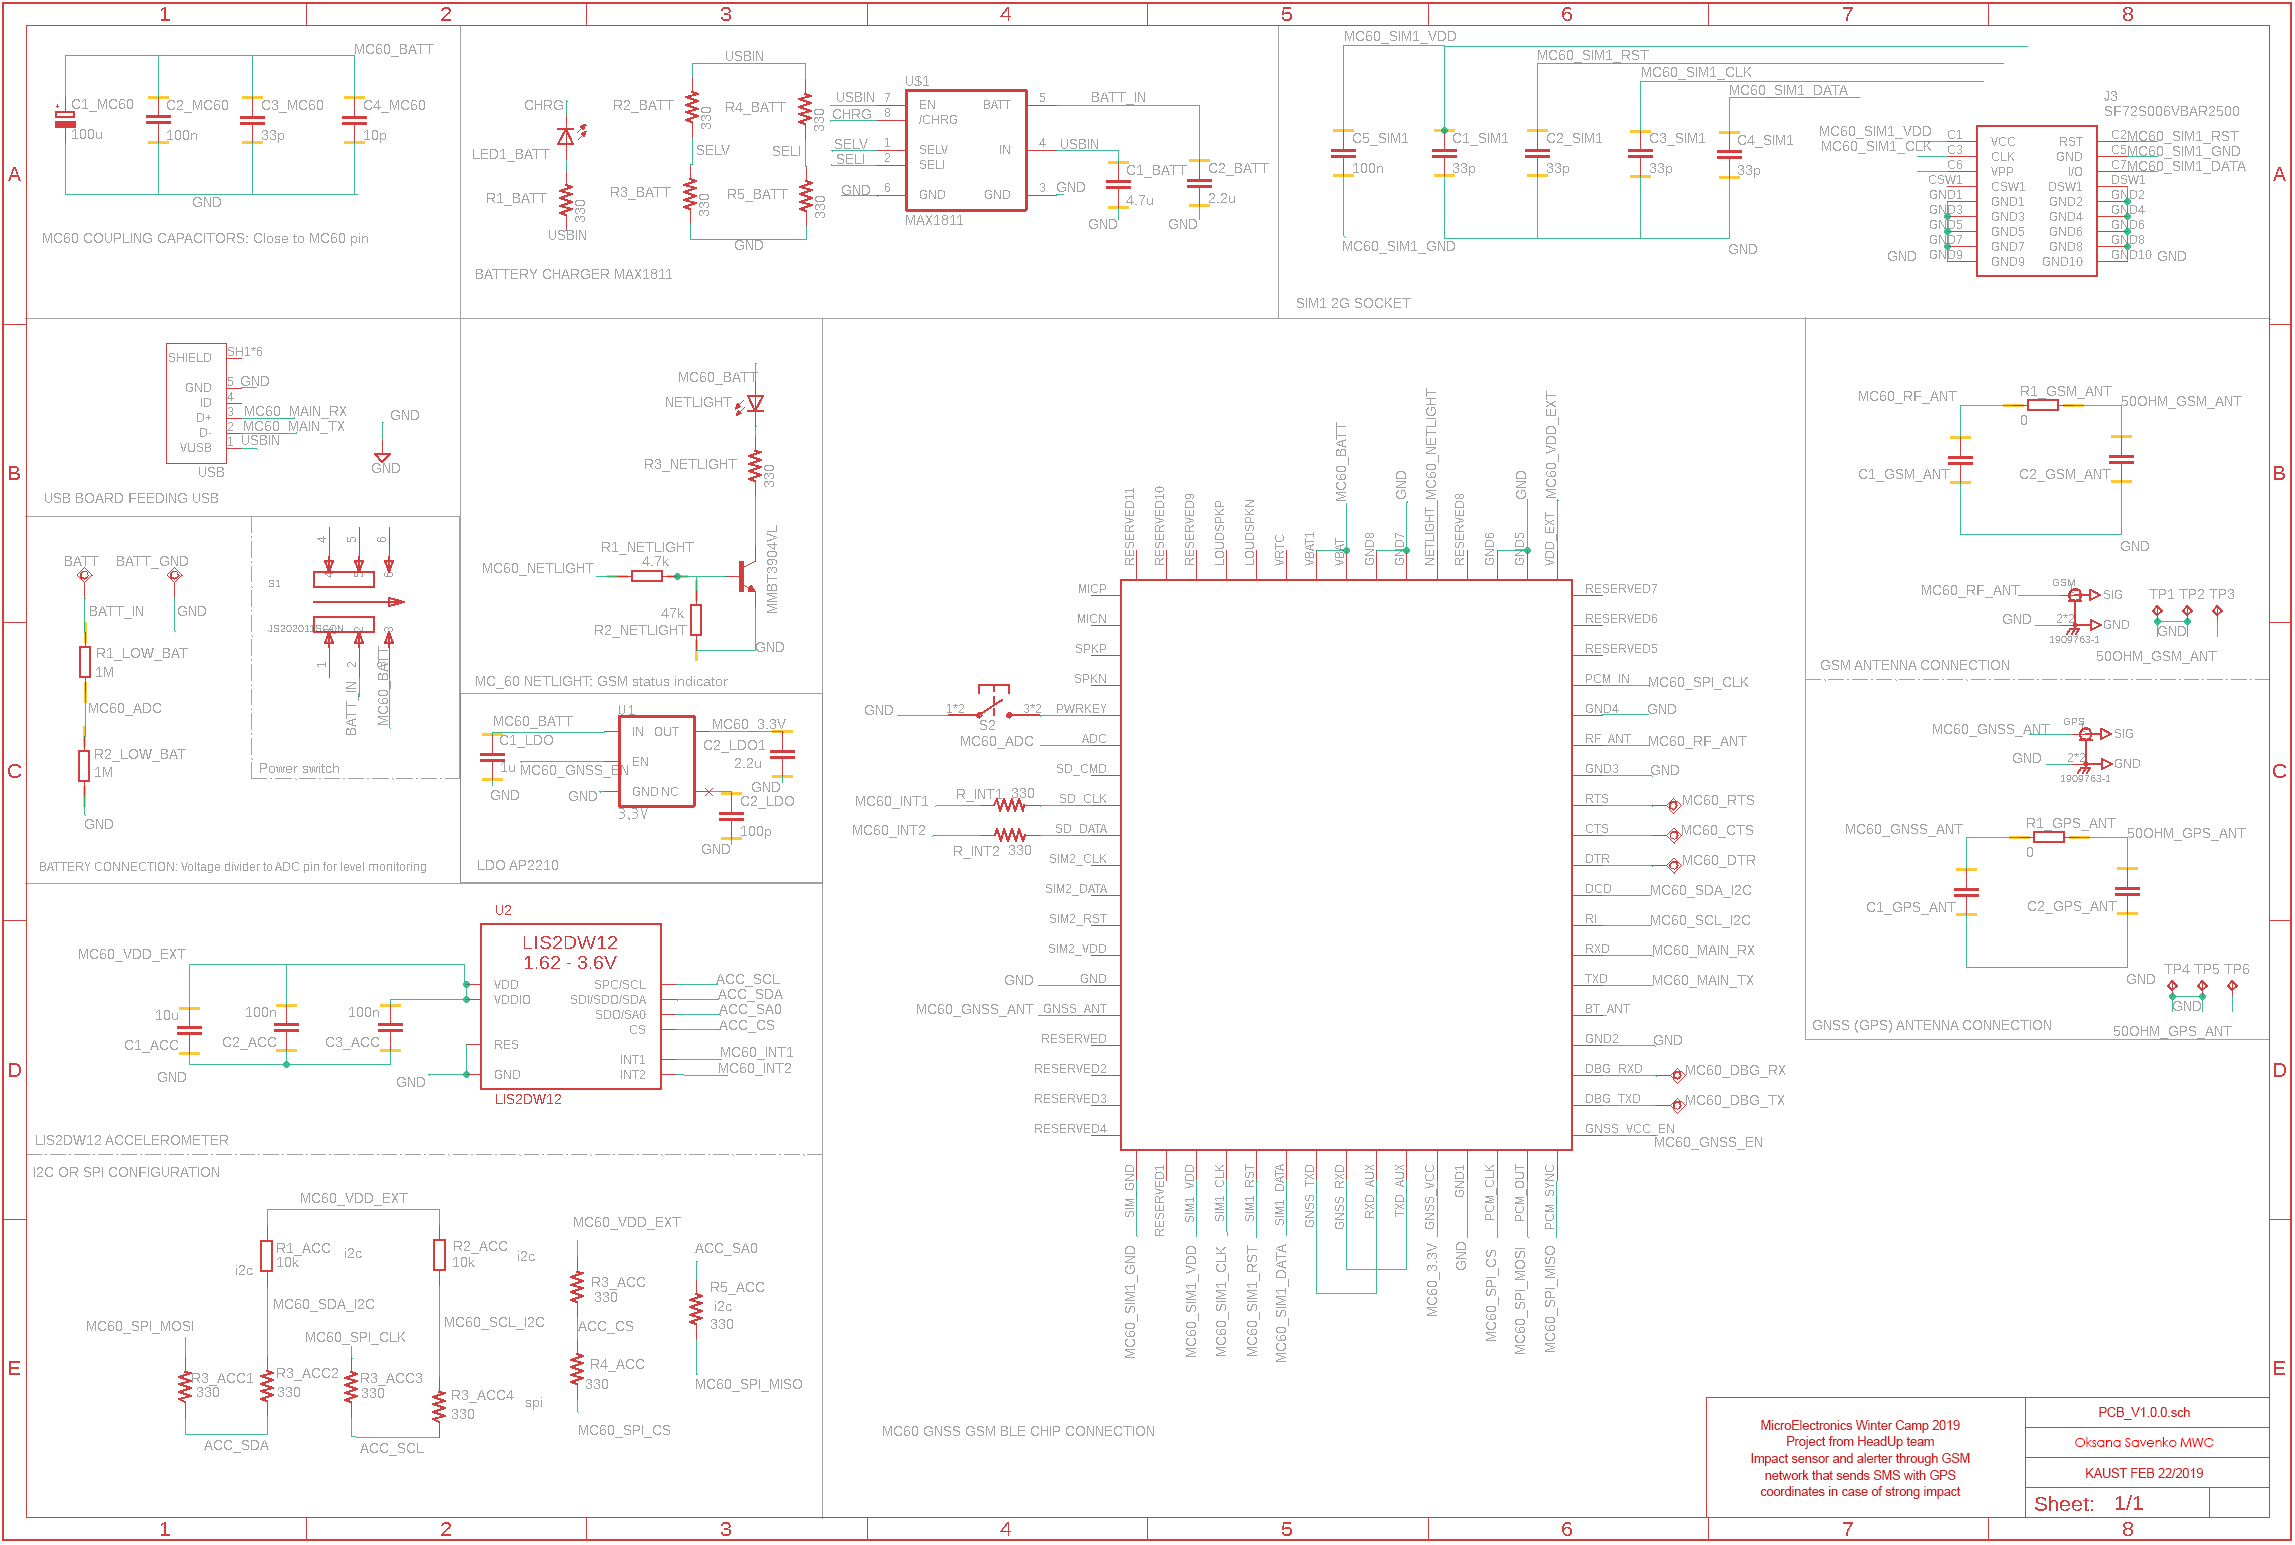 1 2 3 4 5 6 7 8
A
B
C
D
E
MC60_BATT
C1_MC60
100u
C2_MC60
100n
C3_MC60
33p
C4_MC60
10p
GND
MC60 COUPLING CAPACITORS: Close to MC60 pin
CHRG
LED1_BATT
R1_BATT
330
USBIN
USBIN
R2_BATT
330
R4_BATT
330
SELV
SELI
R3_BATT
330
R5_BATT
330
GND
U$1
USBIN 7 EN
CHRG 8 /CHRG
SELV 1 SELV
SELI 2 SELI
GND 6 GND
BATT 5 BATT_IN
IN 4 USBIN
GND 3 GND
MAX1811
C1_BATT
4.7u
GND
C2_BATT
2.2u
GND
BATTERY CHARGER MAX1811
MC60_SIM1_VDD
MC60_SIM1_RST
MC60_SIM1_CLK
MC60_SIM1_DATA
C5_SIM1
100n
C1_SIM1
33p
C2_SIM1
33p
C3_SIM1
33p
C4_SIM1
33p
MC60_SIM1_GND
GND
J3
SF72S006VBAR2500
MC60_SIM1_VDD C1 VCC
MC60_SIM1_CLK C3 CLK
C6 VPP
CSW1 CSW1
GND1 GND1
GND3 GND3
GND5 GND5
GND7 GND7
GND GND9 GND9
RST C2 MC60_SIM1_RST
GND C5 MC60_SIM1_GND
I/O C7 MC60_SIM1_DATA
DSW1 DSW1
GND2 GND2
GND4 GND4
GND6 GND6
GND8 GND8
GND10 GND10 GND
SIM1 2G SOCKET
SHIELD SH1*6
GND 5 GND
ID 4
D+ 3 MC60_MAIN_RX
D- 2 MC60_MAIN_TX
VUSB 1 USBIN
USB
GND
GND
USB BOARD FEEDING USB
BATT
BATT_GND
BATT_IN
GND
R1_LOW_BAT
1M
MC60_ADC
R2_LOW_BAT
1M
GND
4 5 6
4 5 6
S1
JS202011SCQN
1 2 3
1 2
BATT_IN
MC60_BATT
Power switch
BATTERY CONNECTION: Voltage divider to ADC pin for level monitoring
MC60_BATT
NETLIGHT
R3_NETLIGHT
330
R1_NETLIGHT
4.7k
MC60_NETLIGHT
MMBT3904VL
47k
R2_NETLIGHT
GND
MC_60 NETLIGHT: GSM status indicator
MC60_BATT
C1_LDO
1u
GND
MC60_GNSS_EN
GND
U1
IN OUT
EN
GND NC
3.3V
MC60_3.3V
C2_LDO1
2.2u
GND
C2_LDO
100p
GND
LDO AP2210
MC60_VDD_EXT
10u
C1_ACC
100n
C2_ACC
100n
C3_ACC
GND
GND
U2
LIS2DW12
1.62 - 3.6V
VDD
VDDIO
RES
GND
SPC/SCL ACC_SCL
SDI/SDO/SDA ACC_SDA
SDO/SA0 ACC_SA0
CS ACC_CS
INT1 MC60_INT1
INT2 MC60_INT2
LIS2DW12
LIS2DW12 ACCELEROMETER
I2C OR SPI CONFIGURATION
MC60_VDD_EXT
R1_ACC
10k
i2c
i2c
R2_ACC
10k
i2c
MC60_SDA_I2C
MC60_SCL_I2C
MC60_SPI_MOSI
MC60_SPI_CLK
R3_ACC1
330
R3_ACC2
330
R3_ACC3
330
R3_ACC4
330
spi
ACC_SDA
ACC_SCL
MC60_VDD_EXT
R3_ACC
330
ACC_CS
R4_ACC
330
MC60_SPI_CS
ACC_SA0
R5_ACC
i2c
330
MC60_SPI_MISO
RESERVED11
RESERVED10
RESERVED9
LOUDSPKP
LOUDSPKN
VRTC
VBAT1
VBAT MC60_BATT
GND8
GND7 GND
NETLIGHT MC60_NETLIGHT
RESERVED8
GND6
GND5 GND
VDD_EXT MC60_VDD_EXT
MICP
MICN
SPKP
SPKN
GND 1*2 S2 3*2 PWRKEY
MC60_ADC ADC
SD_CMD
MC60_INT1 R_INT1 330 SD_CLK
MC60_INT2 R_INT2 330 SD_DATA
SIM2_CLK
SIM2_DATA
SIM2_RST
SIM2_VDD
GND GND
MC60_GNSS_ANT GNSS_ANT
RESERVED
RESERVED2
RESERVED3
RESERVED4
RESERVED7
RESERVED6
RESERVED5
PCM_IN MC60_SPI_CLK
GND4 GND
RF_ANT MC60_RF_ANT
GND3 GND
RTS MC60_RTS
CTS MC60_CTS
DTR MC60_DTR
DCD MC60_SDA_I2C
RI MC60_SCL_I2C
RXD MC60_MAIN_RX
TXD MC60_MAIN_TX
BT_ANT
GND2 GND
DBG_RXD MC60_DBG_RX
DBG_TXD MC60_DBG_TX
GNSS_VCC_EN MC60_GNSS_EN
SIM_GND MC60_SIM1_GND
RESERVED1
SIM1_VDD MC60_SIM1_VDD
SIM1_CLK MC60_SIM1_CLK
SIM1_RST MC60_SIM1_RST
SIM1_DATA MC60_SIM1_DATA
GNSS_TXD
GNSS_RXD
RXD_AUX
TXD_AUX
GNSS_VCC MC60_3.3V
GND1 GND
PCM_CLK MC60_SPI_CS
PCM_OUT MC60_SPI_MOSI
PCM_SYNC MC60_SPI_MISO
MC60 GNSS GSM BLE CHIP CONNECTION
MC60_RF_ANT
R1_GSM_ANT
0
50OHM_GSM_ANT
C1_GSM_ANT
C2_GSM_ANT
GND
MC60_RF_ANT
GSM
SIG
GND
2*2
GND
1909763-1
TP1 TP2 TP3
GND
50OHM_GSM_ANT
GSM ANTENNA CONNECTION
MC60_GNSS_ANT
GPS
SIG
GND
2*2
GND
1909763-1
MC60_GNSS_ANT
R1_GPS_ANT
0
50OHM_GPS_ANT
C1_GPS_ANT
C2_GPS_ANT
GND
TP4 TP5 TP6
GND
50OHM_GPS_ANT
GNSS (GPS) ANTENNA CONNECTION
MicroElectronics Winter Camp 2019
Project from HeadUp team
Impact sensor and alerter through GSM
network that sends SMS with GPS
coordinates in case of strong impact
PCB_V1.0.0.sch
Oksana Savenko MWC
KAUST FEB 22/2019
Sheet: 1/1
A
B
C
D
E
1 2 3 4 5 6 7 8